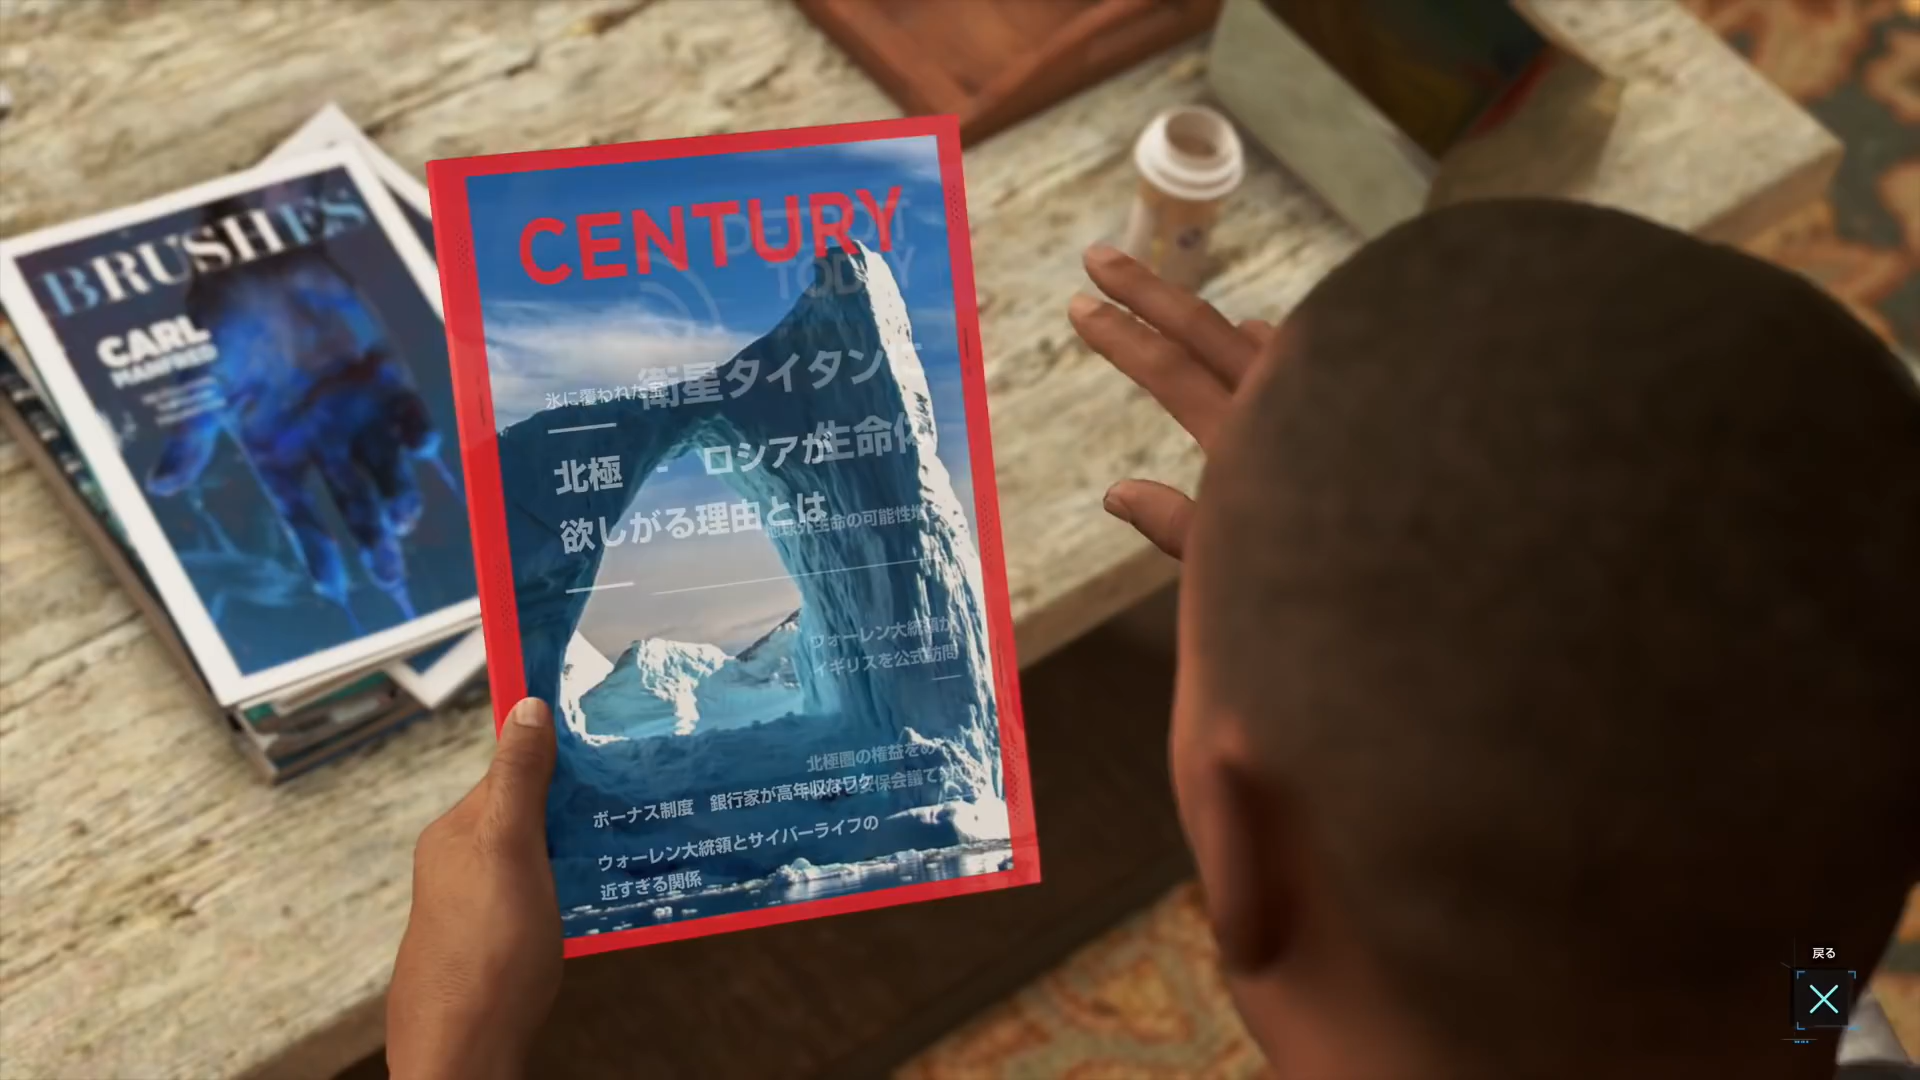 BRUSHES
CARL
MANFRED
CENTURY
DETROIT
TODAY
氷に覆われた
衛星タイタンに
生命体
北極 - ロシアが
欲しがる理由とは
地球外生命の可能性増
ウォーレン大統領が
イギリスを公式訪問
北極圏の権益をめ
安保会議で
ボーナス制度 銀行家が高年収なワケ
ウォーレン大統領とサイバーライフの
近すぎる関係
戻る